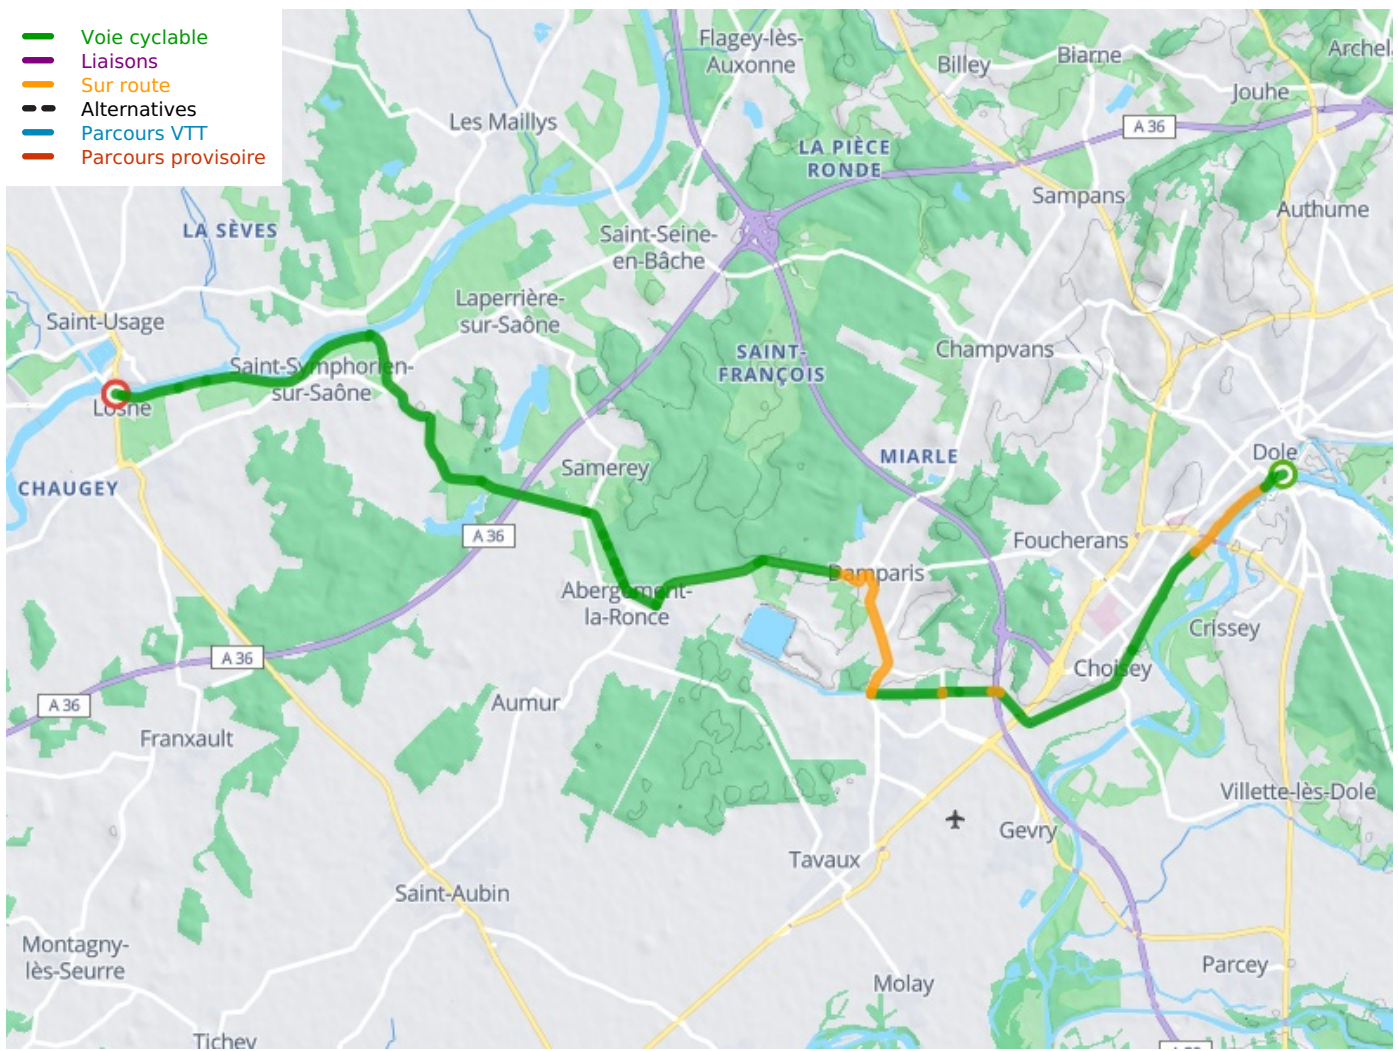 Voie cyclable
Liaisons
Sur route
Alternatives
Parcours VTT
Parcours provisoire
Flagey-lès-
Auxonne
Billey
Biarne
Archel
Jouhe
Les Maillys
A 36
LA PIÈCE
RONDE
Sampans
Authume
LA SÈVES
Saint-Seine-
en-Bâche
Laperrière-
sur-Saône
Saint-Usage
Champvans
SAINT-
FRANÇOIS
Saint-Symphorien-
sur-Saône
Losne
Dole
MIARLE
Samerey
CHAUGEY
A 36
Foucherans
Damparis
Abergement-
la-Ronce
Crissey
A 36
Choisey
Aumur
A 36
Franxault
Villette-lès-Dole
Gevry
Tavaux
Saint-Aubin
Montagny-
lès-Seurre
Parcey
Molay
Tichey